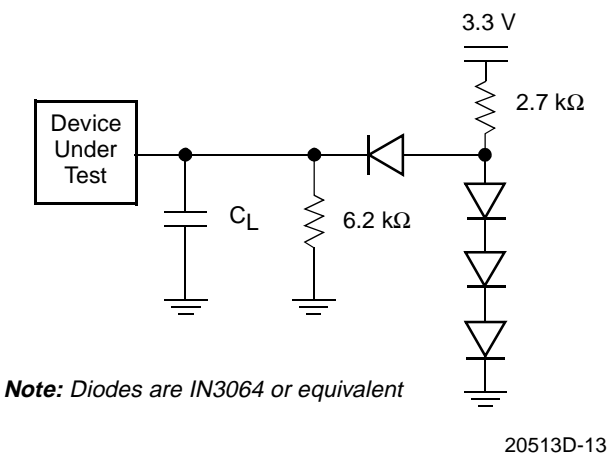 3.3 V
2.7 kΩ
Device
Under
Test
CL
6.2 kΩ
Note: Diodes are IN3064 or equivalent
20513D-13